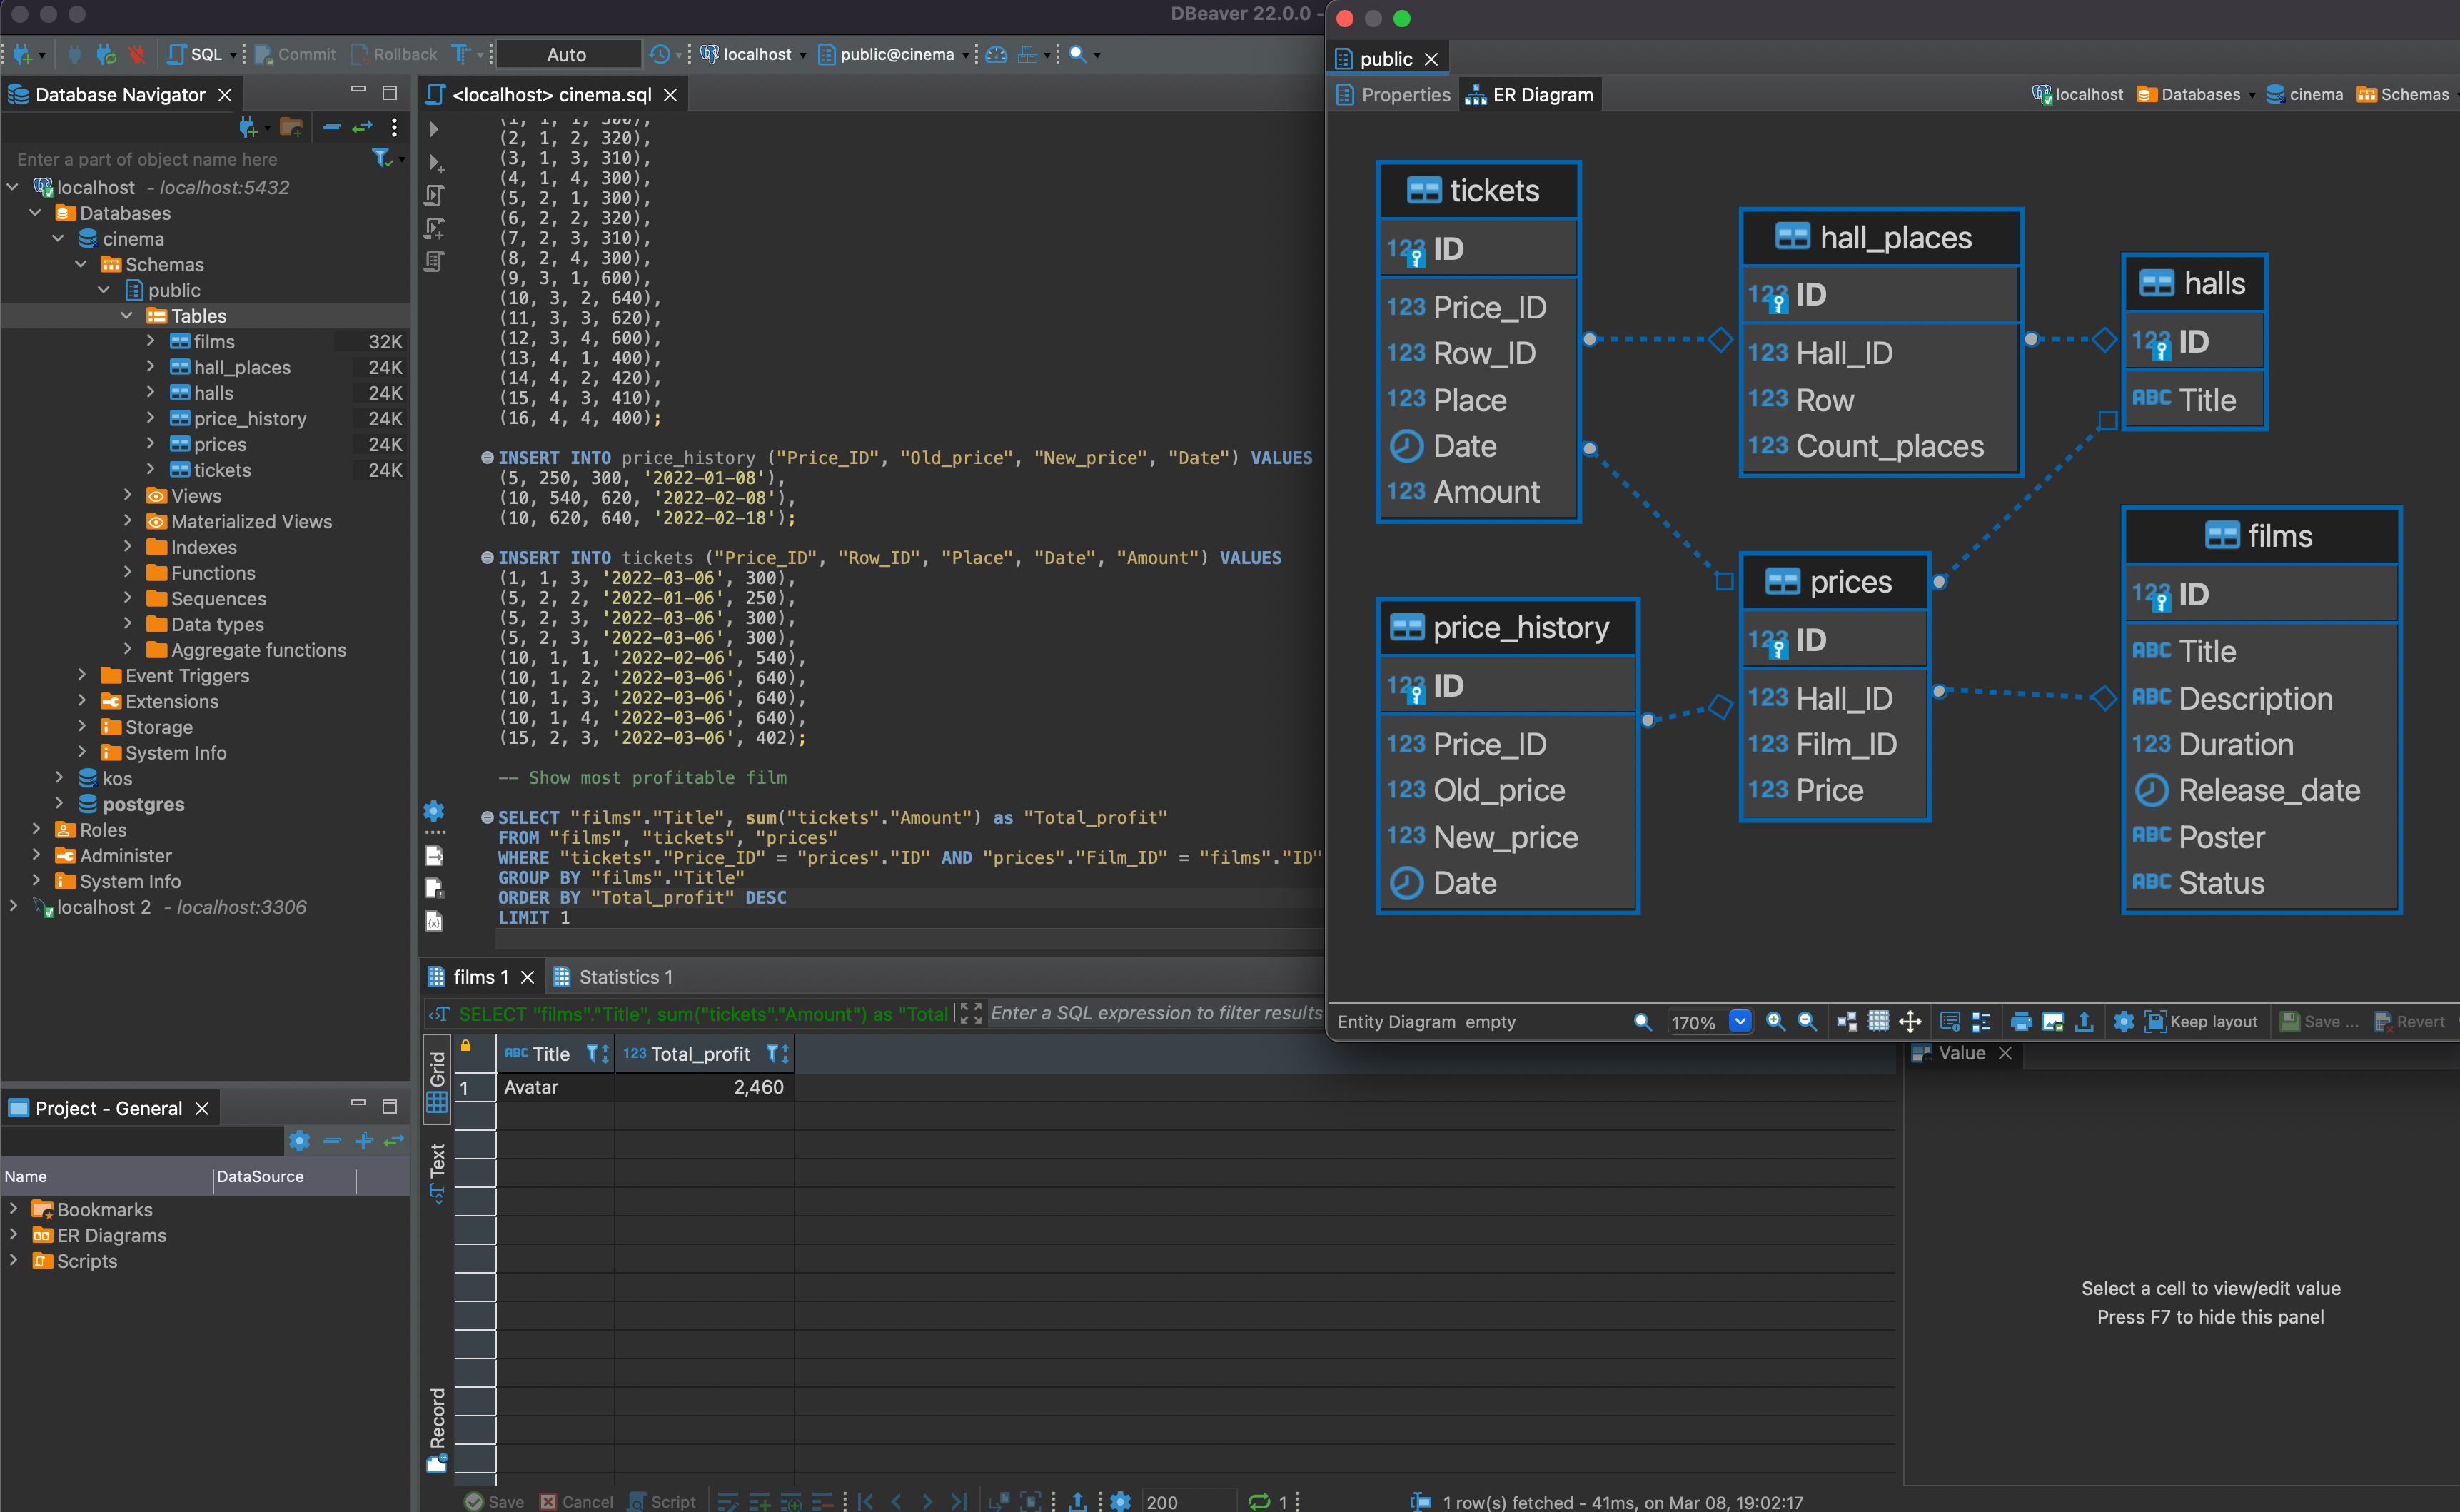 DBeaver 22.0.0 -
SQL
Commit
Rollback
Auto
localhost
public@cinema
Database Navigator
Enter a part of object name here
localhost - localhost:5432
Databases
cinema
Schemas
public
Tables
films 32K
hall_places 24K
halls 24K
price_history 24K
prices 24K
tickets 24K
Views
Materialized Views
Indexes
Functions
Sequences
Data types
Aggregate functions
Event Triggers
Extensions
Storage
System Info
kos
postgres
Roles
Administer
System Info
localhost 2 - localhost:3306
Project - General
Name DataSource
Bookmarks
ER Diagrams
Scripts
<localhost> cinema.sql
(1, 1, 1, 300),
(2, 1, 2, 320),
(3, 1, 3, 310),
(4, 1, 4, 300),
(5, 2, 1, 300),
(6, 2, 2, 320),
(7, 2, 3, 310),
(8, 2, 4, 300),
(9, 3, 1, 600),
(10, 3, 2, 640),
(11, 3, 3, 620),
(12, 3, 4, 600),
(13, 4, 1, 400),
(14, 4, 2, 420),
(15, 4, 3, 410),
(16, 4, 4, 400);
INSERT INTO price_history ("Price_ID", "Old_price", "New_price", "Date") VALUES
(5, 250, 300, '2022-01-08'),
(10, 540, 620, '2022-02-08'),
(10, 620, 640, '2022-02-18');
INSERT INTO tickets ("Price_ID", "Row_ID", "Place", "Date", "Amount") VALUES
(1, 1, 3, '2022-03-06', 300),
(5, 2, 2, '2022-01-06', 250),
(5, 2, 3, '2022-03-06', 300),
(5, 2, 3, '2022-03-06', 300),
(10, 1, 1, '2022-02-06', 540),
(10, 1, 2, '2022-03-06', 640),
(10, 1, 3, '2022-03-06', 640),
(10, 1, 4, '2022-03-06', 640),
(15, 2, 3, '2022-03-06', 402);
-- Show most profitable film
SELECT "films"."Title", sum("tickets"."Amount") as "Total_profit"
FROM "films", "tickets", "prices"
WHERE "tickets"."Price_ID" = "prices"."ID" AND "prices"."Film_ID" = "films"."ID"
GROUP BY "films"."Title"
ORDER BY "Total_profit" DESC
LIMIT 1
films 1
Statistics 1
SELECT "films"."Title", sum("tickets"."Amount") as "Total
Enter a SQL expression to filter results
Grid
Text
Record
ABC Title
123 Total_profit
1 Avatar 2,460
Save
Cancel
Script
200
1
1 row(s) fetched - 41ms, on Mar 08, 19:02:17
public
Properties
ER Diagram
localhost
Databases
cinema
Schemas
tickets
123 ID
123 Price_ID
123 Row_ID
123 Place
Date
123 Amount
hall_places
123 ID
123 Hall_ID
123 Row
123 Count_places
halls
123 ID
ABC Title
price_history
123 ID
123 Price_ID
123 Old_price
123 New_price
Date
prices
123 ID
123 Hall_ID
123 Film_ID
123 Price
films
123 ID
ABC Title
ABC Description
123 Duration
Release_date
ABC Poster
ABC Status
Entity Diagram empty
170%
Keep layout
Save ...
Revert
Value
Select a cell to view/edit value
Press F7 to hide this panel